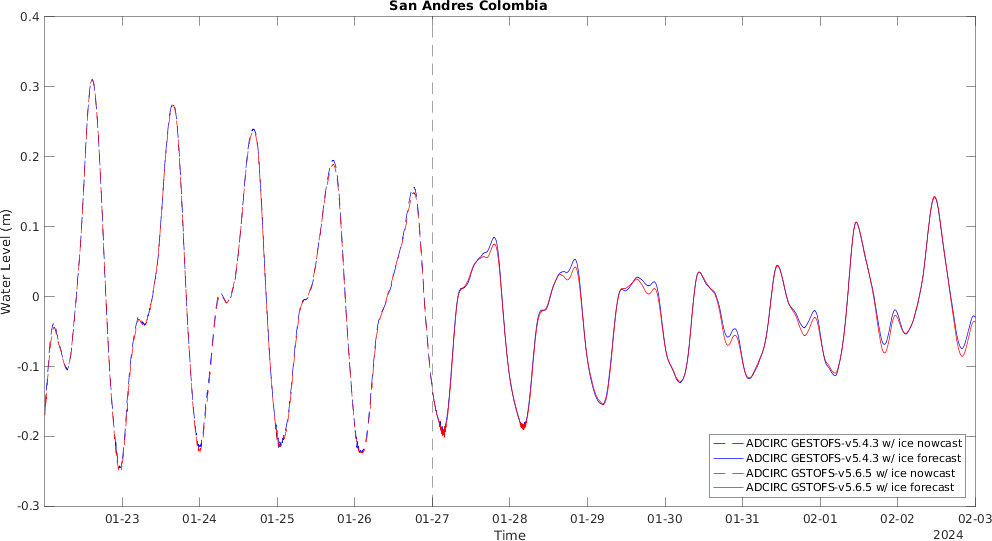 San Andres Colombia
0.4
0.3
0.2
0.1
0
-0.1
-0.2
-0.3
Water Level (m)
ADCIRC GESTOFS-v5.4.3 w/ ice nowcast
ADCIRC GESTOFS-v5.4.3 w/ ice forecast
ADCIRC GSTOFS-v5.6.5 w/ ice nowcast
ADCIRC GSTOFS-v5.6.5 w/ ice forecast
01-23 01-24 01-25 01-26 01-27 01-28 01-29 01-30 01-31 02-01 02-02 02-03
Time
2024